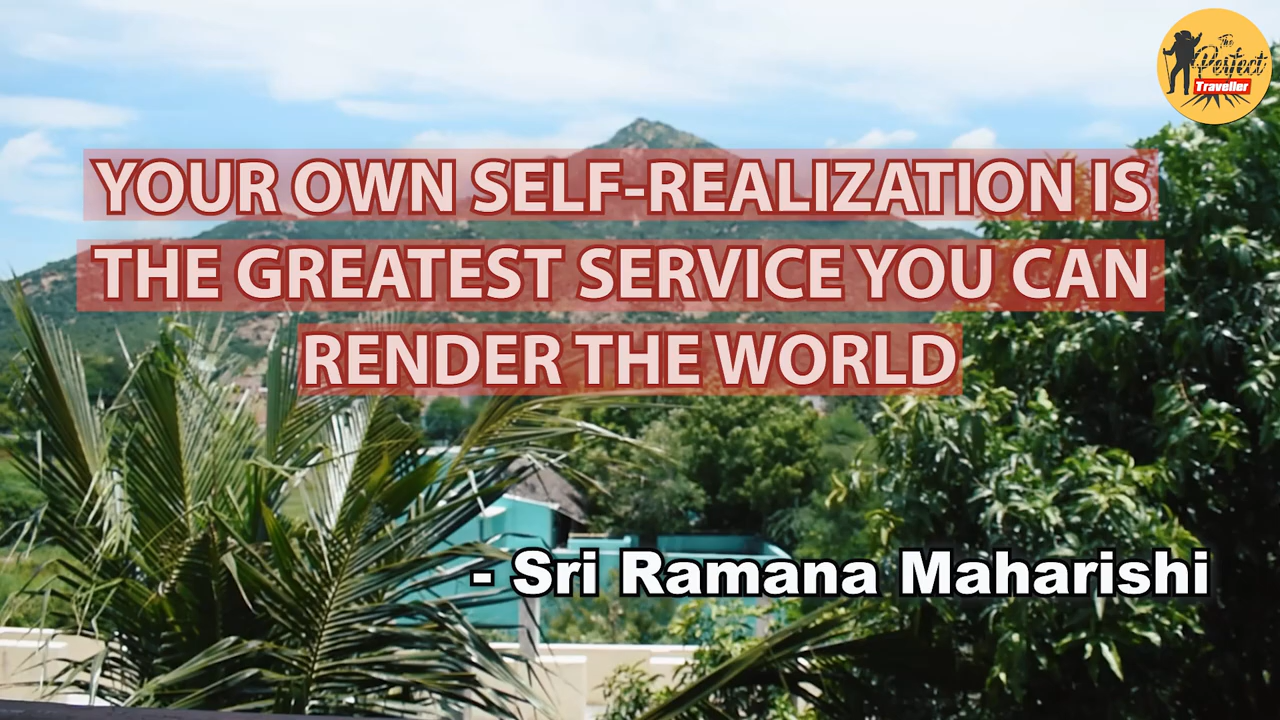 The
Perfect
Traveller
YOUR OWN SELF-REALIZATION IS
THE GREATEST SERVICE YOU CAN
RENDER THE WORLD
- Sri Ramana Maharishi